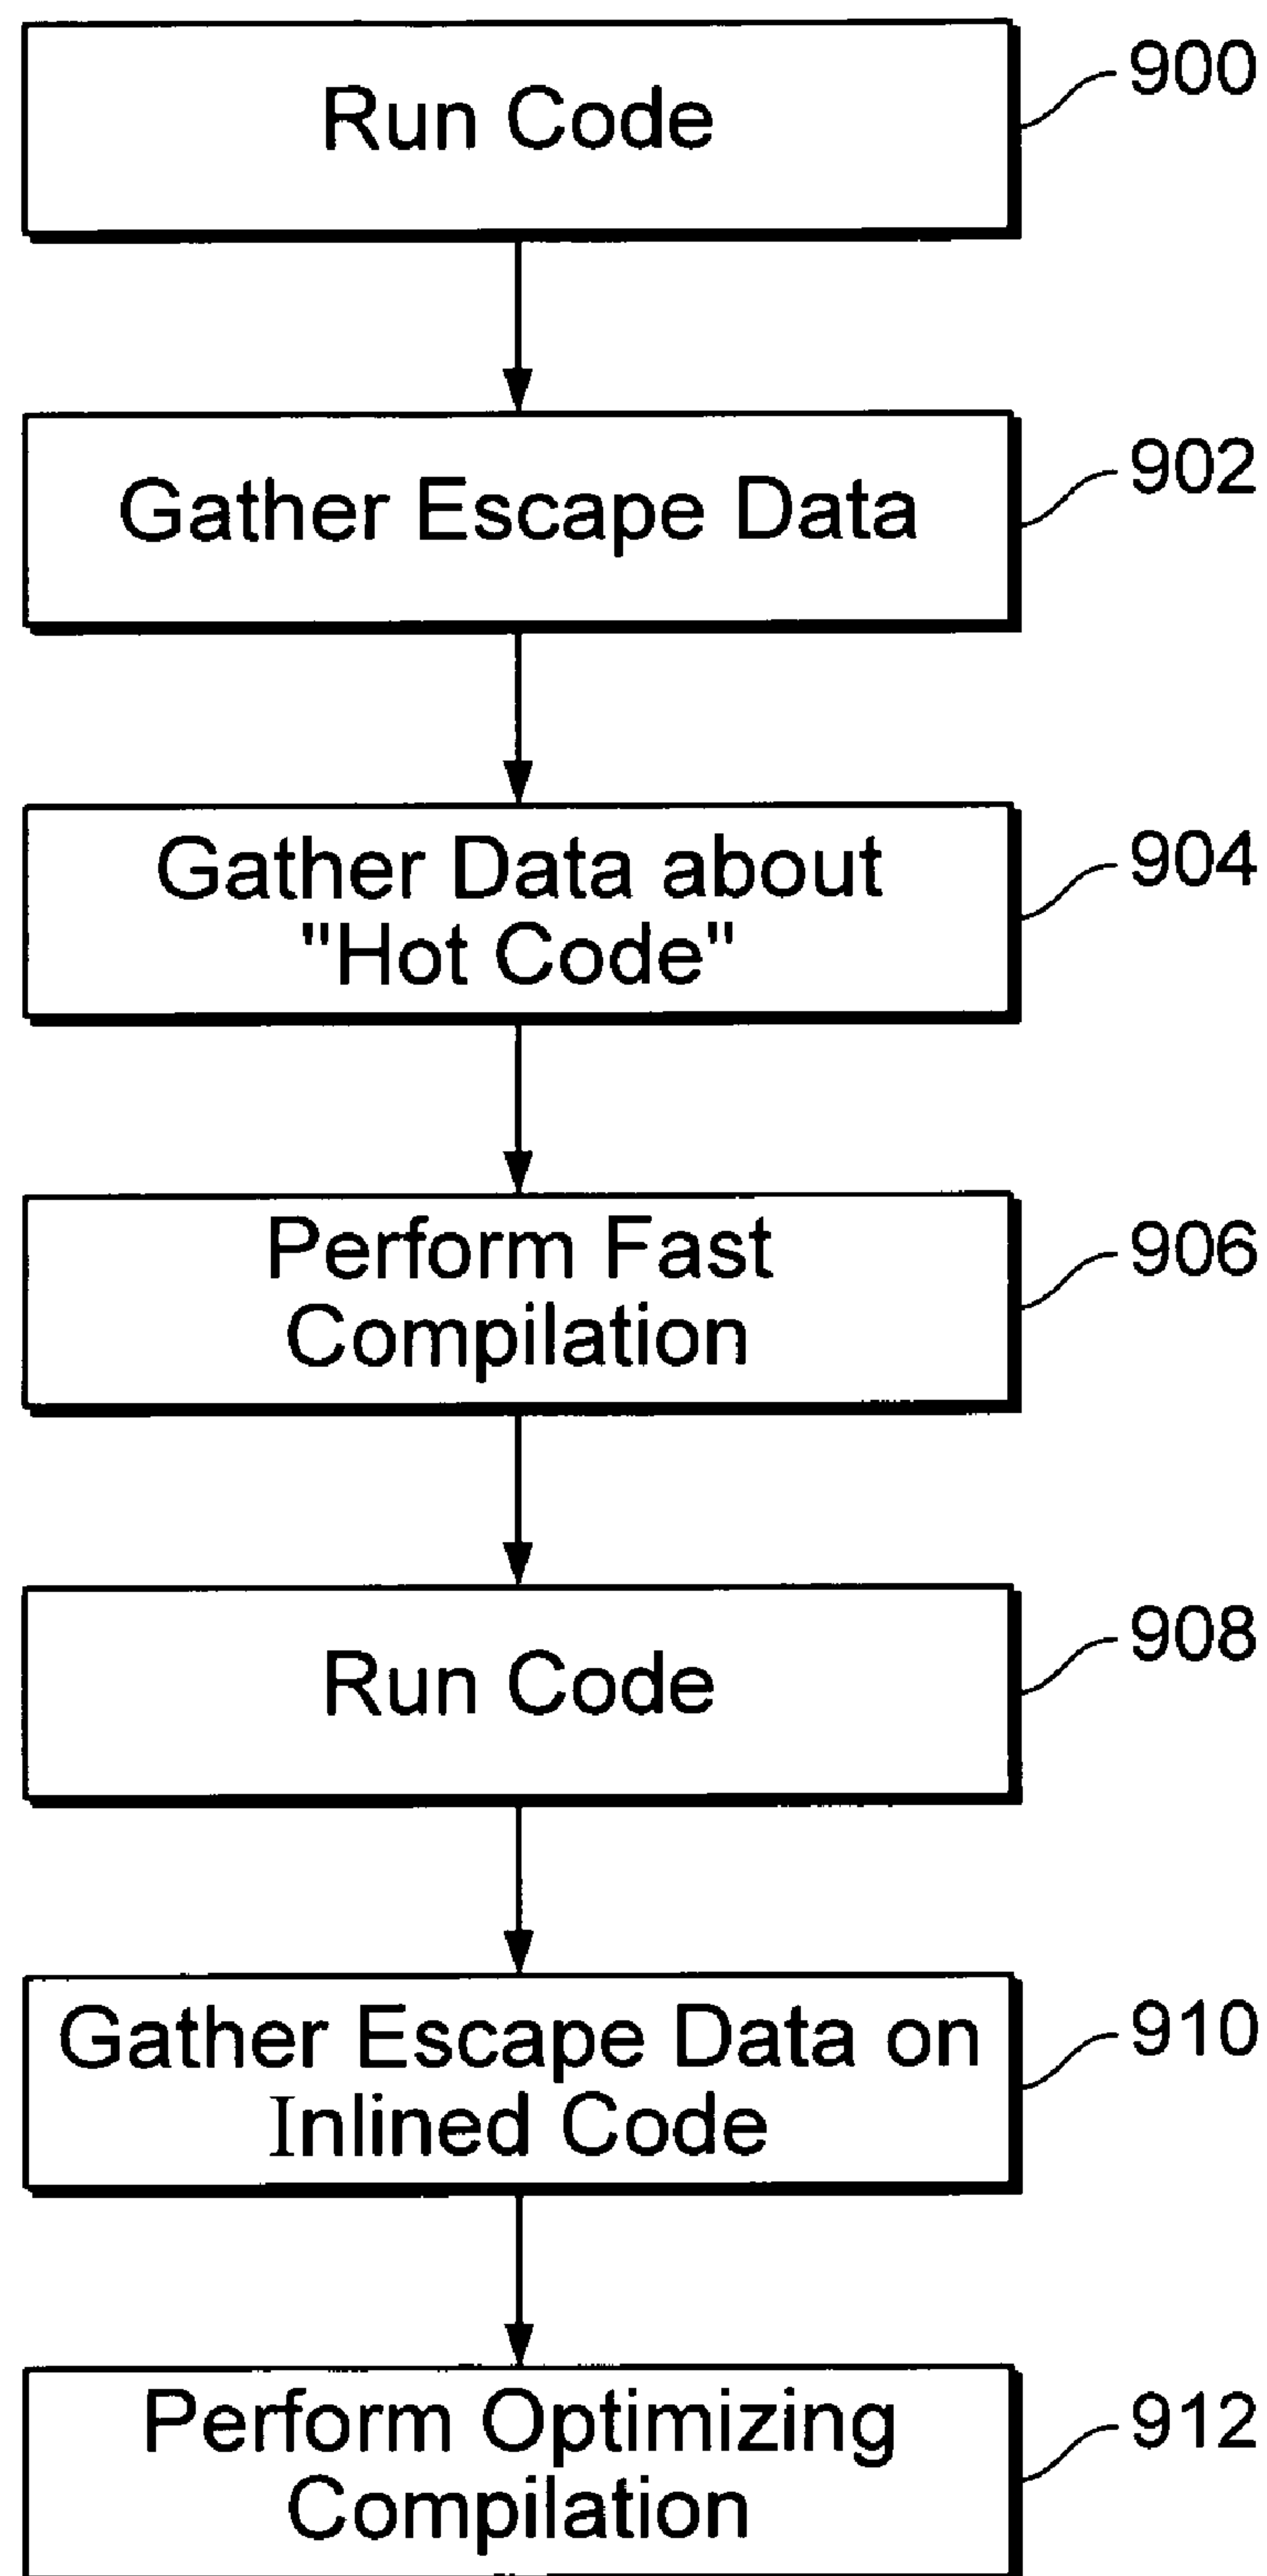 Run Code
900
Gather Escape Data
902
Gather Data about
"Hot Code"
904
Perform Fast
Compilation
906
Run Code
908
Gather Escape Data on
Inlined Code
910
Perform Optimizing
Compilation
912